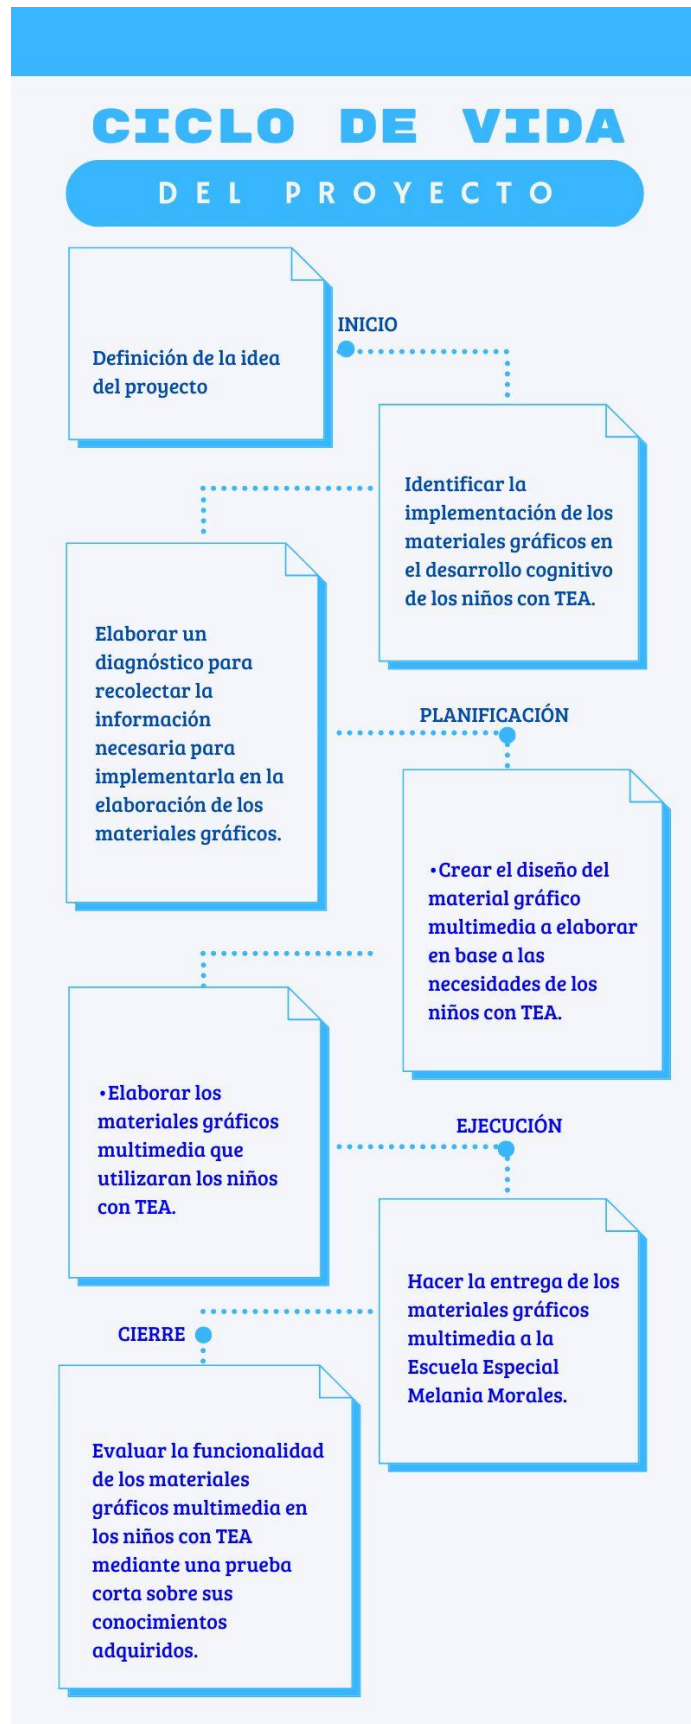 CICLO DE VIDA
DEL PROYECTO
Definición de la idea
del proyecto
INICIO
Identificar la
implementación de los
materiales gráficos en
el desarrollo cognitivo
de los niños con TEA.
Elaborar un
diagnóstico para
recolectar la
información
necesaria para
implementarla en la
elaboración de los
materiales gráficos.
PLANIFICACIÓN
•Crear el diseño del
material gráfico
multimedia a elaborar
en base a las
necesidades de los
niños con TEA.
•Elaborar los
materiales gráficos
multimedia que
utilizaran los niños
con TEA.
EJECUCIÓN
Hacer la entrega de los
materiales gráficos
multimedia a la
Escuela Especial
Melania Morales.
CIERRE
Evaluar la funcionalidad
de los materiales
gráficos multimedia en
los niños con TEA
mediante una prueba
corta sobre sus
conocimientos
adquiridos.